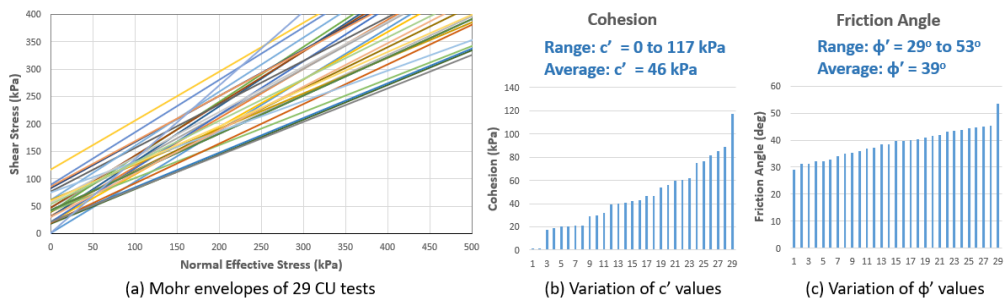 Shear Stress (kPa)
400
350
300
250
200
150
100
50
0
0 50 100 150 200 250 300 350 400 450 500
Normal Effective Stress (kPa)
(a) Mohr envelopes of 29 CU tests
Cohesion
Range: c’ = 0 to 117 kPa
Average: c’ = 46 kPa
Cohesion (kPa)
140
120
100
80
60
40
20
0
1 3 5 7 9 11 13 15 17 19 21 23 25 27 29
(b) Variation of c’ values
Friction Angle
Range: ϕ’ = 29° to 53°
Average: ϕ’ = 39°
Friction Angle (deg)
60
50
40
30
20
10
0
1 3 5 7 9 11 13 15 17 19 21 23 25 27 29
(c) Variation of ϕ’ values